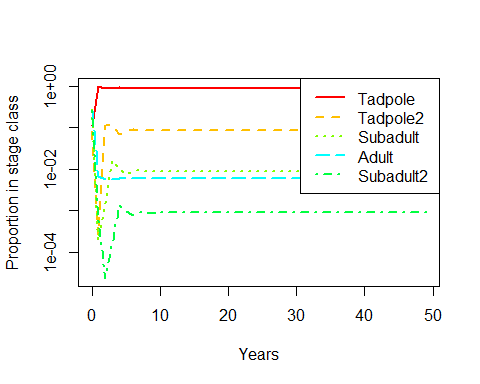 Proportion in stage class
1e+00
1e-02
1e-04
Tadpole
Tadpole2
Subadult
Adult
Subadult2
0 10 20 30 40 50
Years